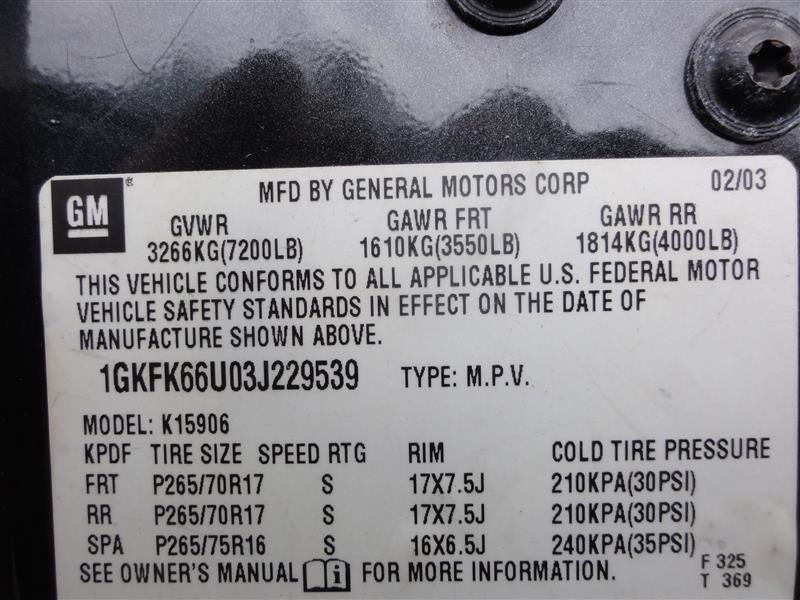 GM® MFD BY GENERAL MOTORS CORP 02/03
GVWR GAWR FRT GAWR RR
3266KG(7200LB) 1610KG(3550LB) 1814KG(4000LB)
THIS VEHICLE CONFORMS TO ALL APPLICABLE U.S. FEDERAL MOTOR
VEHICLE SAFETY STANDARDS IN EFFECT ON THE DATE OF
MANUFACTURE SHOWN ABOVE.
1GKFK66U03J229539 TYPE: M.P.V.
MODEL: K15906
KPDF TIRE SIZE SPEED RTG RIM COLD TIRE PRESSURE
FRT P265/70R17 S 17X7.5J 210KPA(30PSI)
RR P265/70R17 S 17X7.5J 210KPA(30PSI)
SPA P265/75R16 S 16X6.5J 240KPA(35PSI)
SEE OWNER'S MANUAL i FOR MORE INFORMATION. F 325
T 369